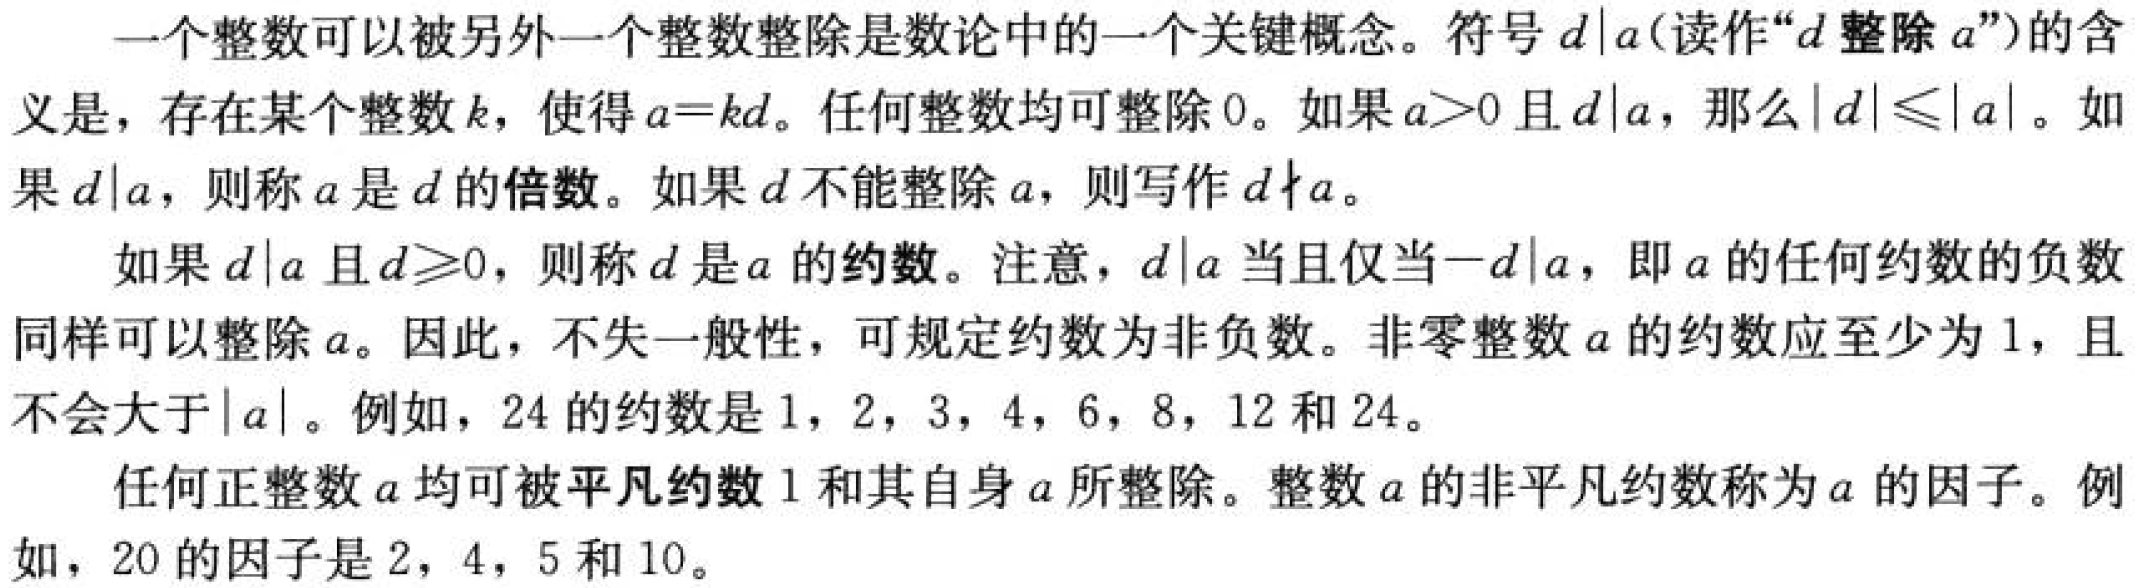 一个整数可以被另外一个整数整除是数论中的一个关键概念。符号 d|a(读作“d 整除 a”)的含
义是，存在某个整数 k，使得 a=kd。任何整数均可整除 0。如果 a>0 且 d|a，那么|d|⩽|a|。如
果 d|a，则称 a 是 d 的倍数。如果 d 不能整除 a，则写作 d∤a。
如果 d|a 且 d⩾0，则称 d 是 a 的约数。注意，d|a 当且仅当−d|a，即 a 的任何约数的负数
同样可以整除 a。因此，不失一般性，可规定约数为非负数。非零整数 a 的约数应至少为 1，且
不会大于|a|。例如，24 的约数是 1，2，3，4，6，8，12 和 24。
任何正整数 a 均可被平凡约数 1 和其自身 a 所整除。整数 a 的非平凡约数称为 a 的因子。例
如，20 的因子是 2，4，5 和 10。